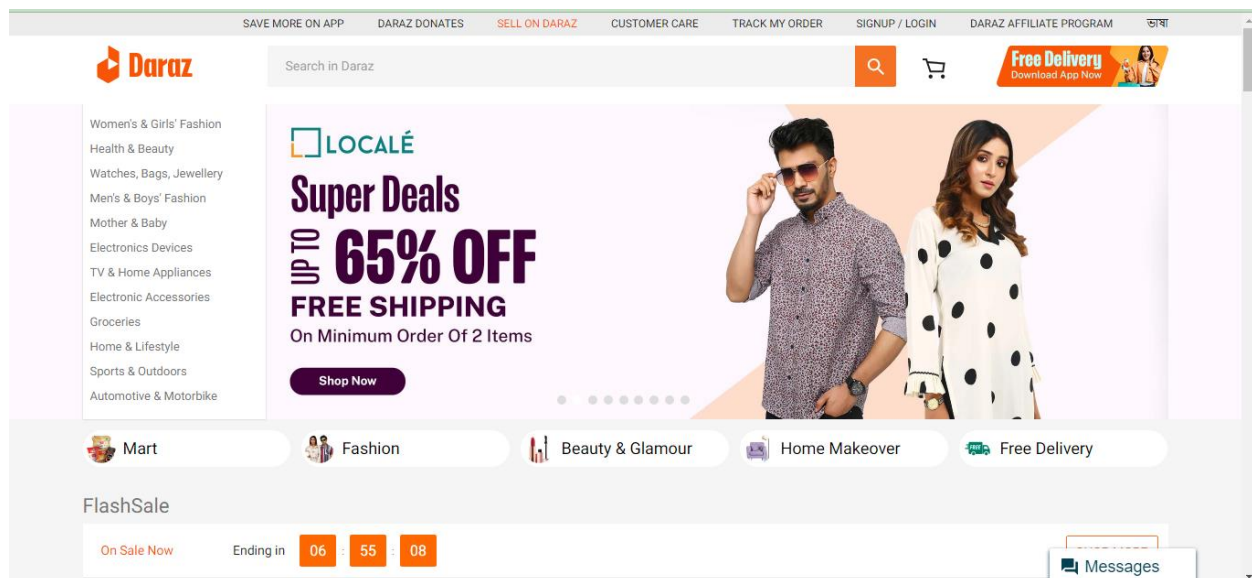 SAVE MORE ON APP DARAZ DONATES SELL ON DARAZ CUSTOMER CARE TRACK MY ORDER SIGNUP / LOGIN DARAZ AFFILIATE PROGRAM ভাষা
Daraz
Search in Daraz
Free Delivery
Download App Now
Women's & Girls' Fashion
Health & Beauty
Watches, Bags, Jewellery
Men's & Boys' Fashion
Mother & Baby
Electronics Devices
TV & Home Appliances
Electronic Accessories
Groceries
Home & Lifestyle
Sports & Outdoors
Automotive & Motorbike
LOCALÉ
Super Deals
UP TO 65% OFF
FREE SHIPPING
On Minimum Order Of 2 Items
Shop Now
Mart Fashion Beauty & Glamour Home Makeover FREE Free Delivery
FlashSale
On Sale Now Ending in 06 : 55 : 08
Messages